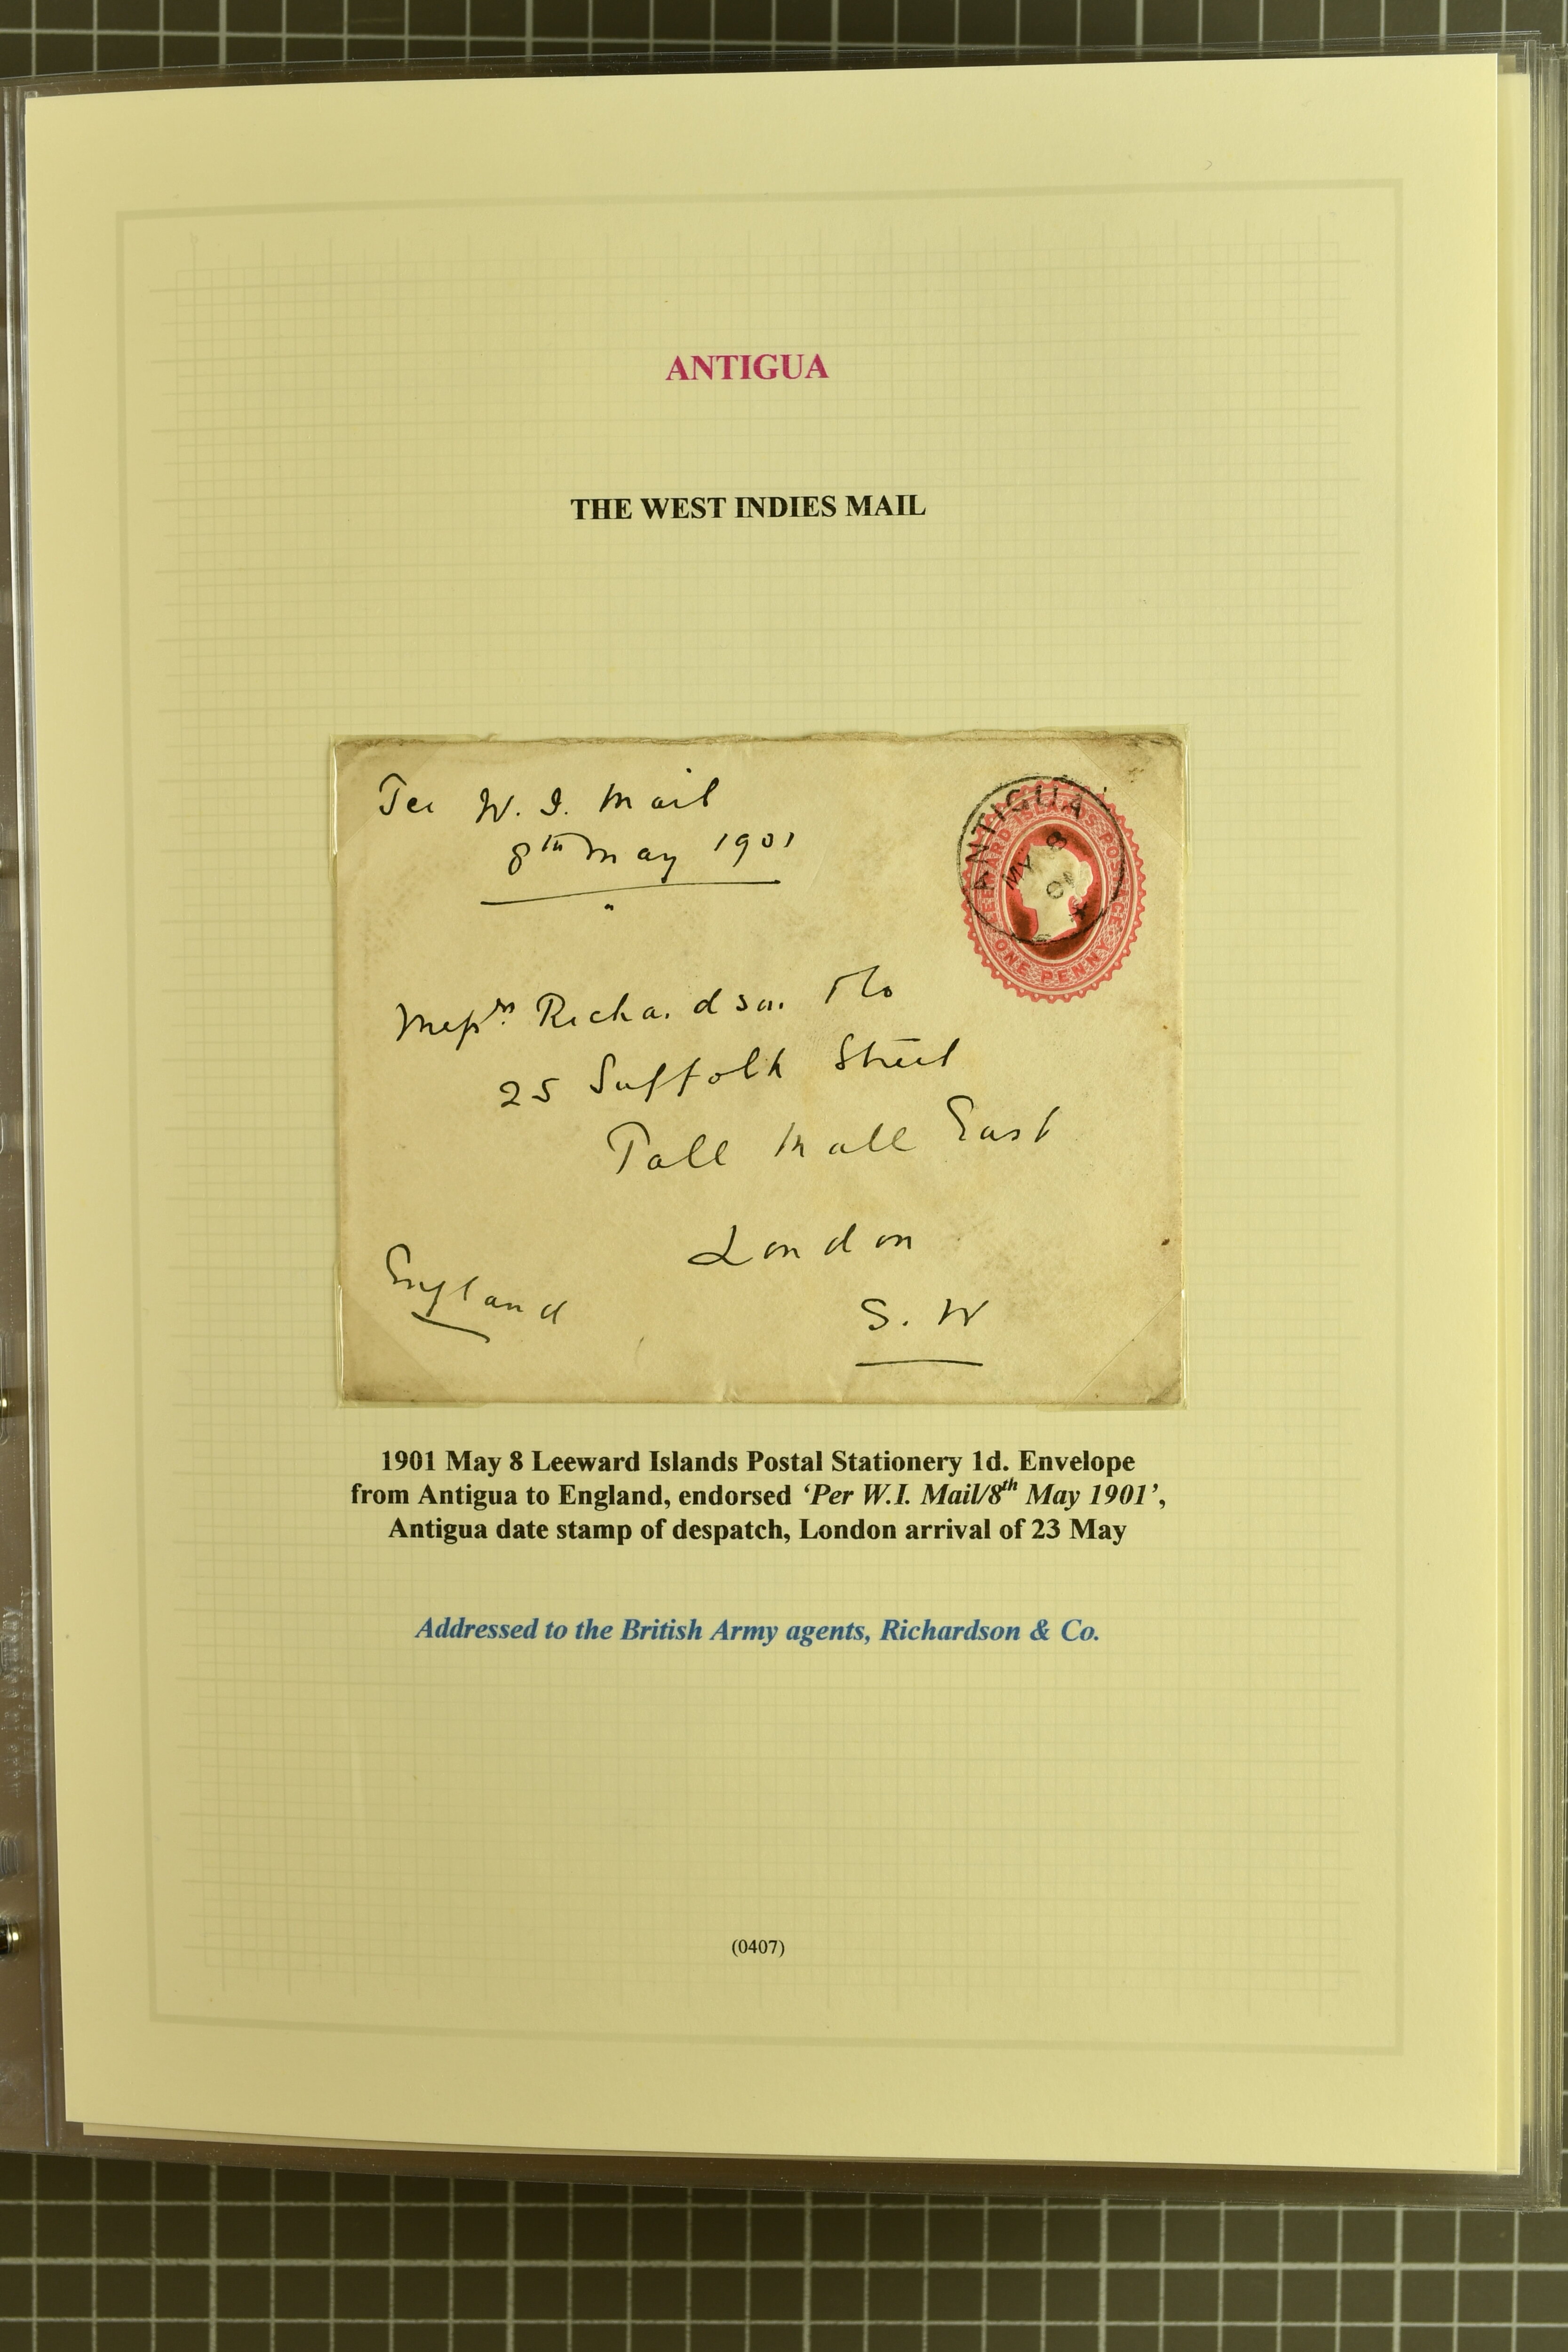 ANTIGUA
THE WEST INDIES MAIL
Per W. I. Mail
8th May 1901
ANTIGUA
MY 8
01
LEEWARD ISLANDS POSTAGE
ONE PENNY
Messrs. Richardson & Co
25 Suffolk Street
Pall Mall East
London
England
S. W
1901 May 8 Leeward Islands Postal Stationery 1d. Envelope
from Antigua to England, endorsed ‘Per W.I. Mail/8th May 1901’,
Antigua date stamp of despatch, London arrival of 23 May
Addressed to the British Army agents, Richardson & Co.
(0407)